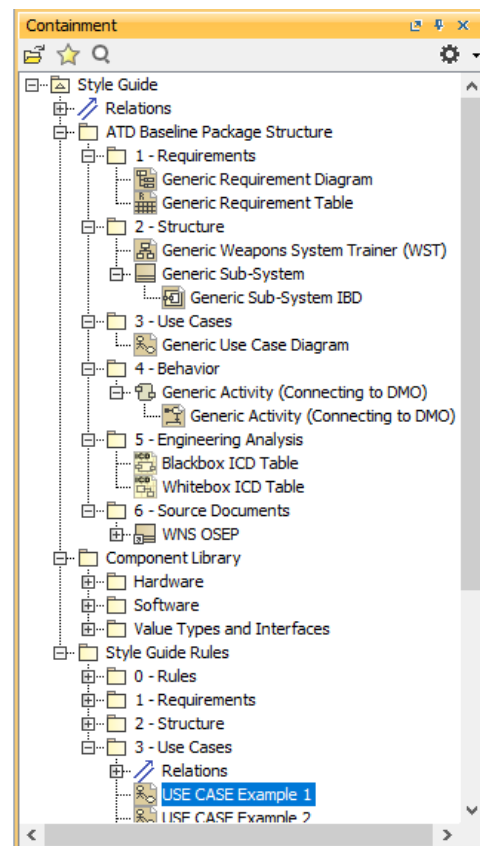 Containment
Style Guide
Relations
ATD Baseline Package Structure
1 - Requirements
Generic Requirement Diagram
Generic Requirement Table
2 - Structure
Generic Weapons System Trainer (WST)
Generic Sub-System
Generic Sub-System IBD
3 - Use Cases
Generic Use Case Diagram
4 - Behavior
Generic Activity (Connecting to DMO)
Generic Activity (Connecting to DMO)
5 - Engineering Analysis
Blackbox ICD Table
Whitebox ICD Table
6 - Source Documents
WNS OSEP
Component Library
Hardware
Software
Value Types and Interfaces
Style Guide Rules
0 - Rules
1 - Requirements
2 - Structure
3 - Use Cases
Relations
USE CASE Example 1
USE CASE Example 2